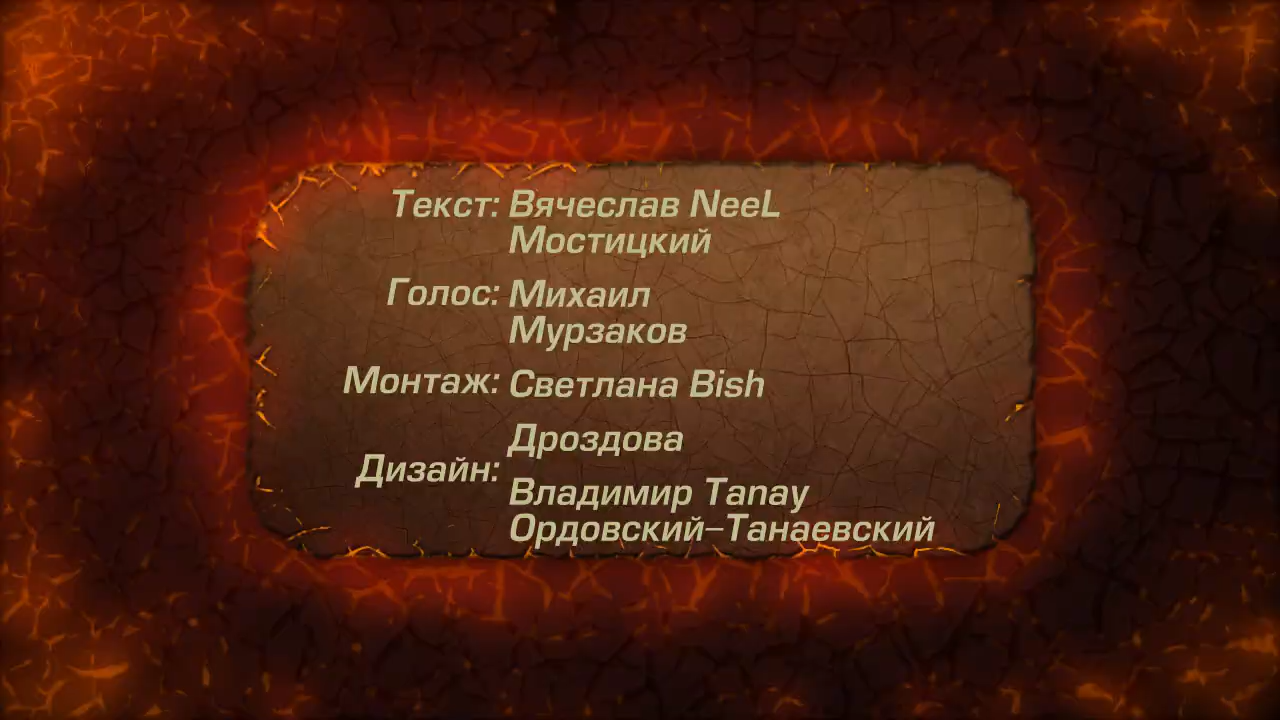 Текст: Вячеслав NeeL
Мостицкий
Голос: Михаил
Мурзаков
Монтаж: Светлана Bish
Дроздова
Дизайн:
Владимир Tanay
Ордовский-Танаевский